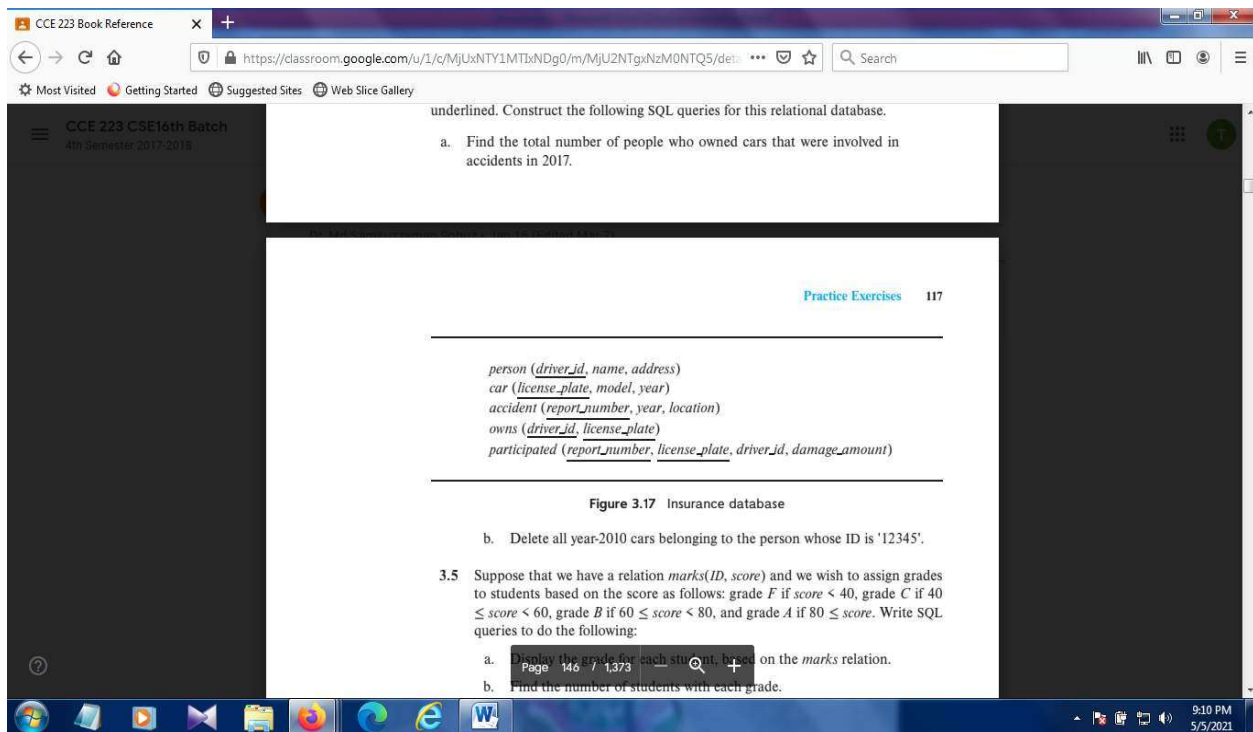 CCE 223 Book Reference
https://classroom.google.com/u/1/c/MjUxNTY1MTIxNDg0/m/MjU2NTgxNzM0NTQ5/det
Search
Most Visited Getting Started Suggested Sites Web Slice Gallery
CCE 223 CSE16th Batch
4th Semester 2017-2018
T
underlined. Construct the following SQL queries for this relational database.
a. Find the total number of people who owned cars that were involved in
accidents in 2017.
Practice Exercises 117
person (driver_id, name, address)
car (license_plate, model, year)
accident (report_number, year, location)
owns (driver_id, license_plate)
participated (report_number, license_plate, driver_id, damage_amount)
Figure 3.17 Insurance database
b. Delete all year-2010 cars belonging to the person whose ID is '12345'.
3.5 Suppose that we have a relation marks(ID, score) and we wish to assign grades
to students based on the score as follows: grade F if score < 40, grade C if 40
≤ score < 60, grade B if 60 ≤ score < 80, and grade A if 80 ≤ score. Write SQL
queries to do the following:
a. Display the grade for each student, based on the marks relation.
Page 146 / 1,373
b. Find the number of students with each grade.
9:10 PM
5/5/2021